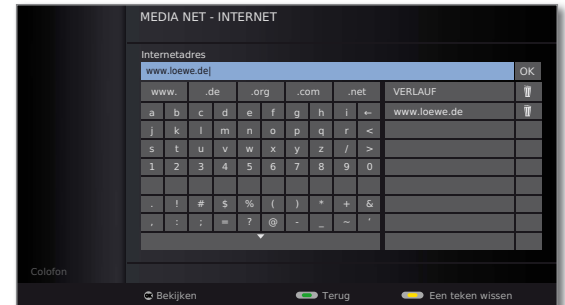 MEDIA NET - INTERNET
Internetadres
www.loewe.de| OK
www. .de .org .com .net VERLAUF
a b c d e f g h i ← www.loewe.de
j k l m n o p q r <
s t u v w x y z / >
1 2 3 4 5 6 7 8 9 0
. ! # $ % ( ) * + &
, : ; = ? @ - _ ~ '
Colofon
OK Bekijken Terug Een teken wissen